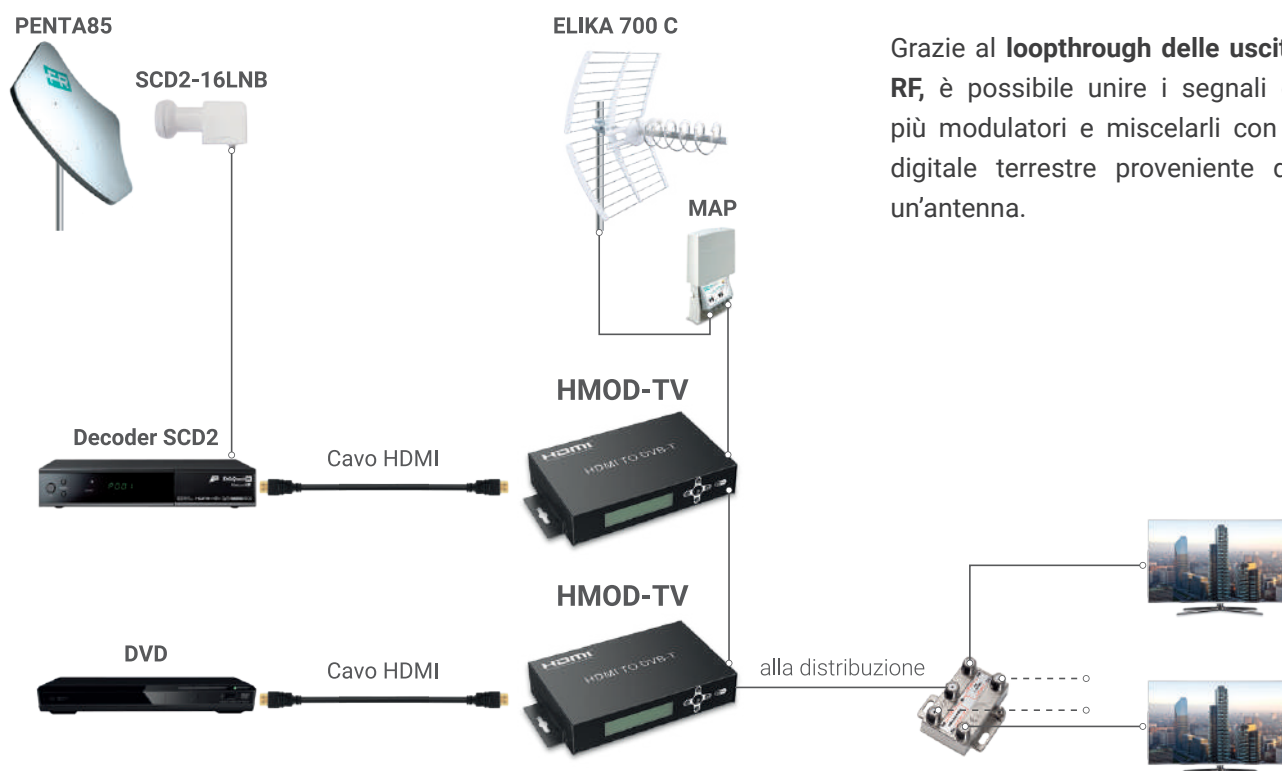 PENTA85
SCD2-16LNB
ELIKA 700 C
MAP
Grazie al loopthrough delle
RF, è possibile unire i segnali
più modulatori e miscelarli con
digitale terrestre proveniente
un’antenna.
HMOD-TV
Decoder SCD2
Cavo HDMI
HDMI
HDMI TO DVB-T
HMOD-TV
DVD
Cavo HDMI
HDMI
HDMI TO DVB-T
alla distribuzione